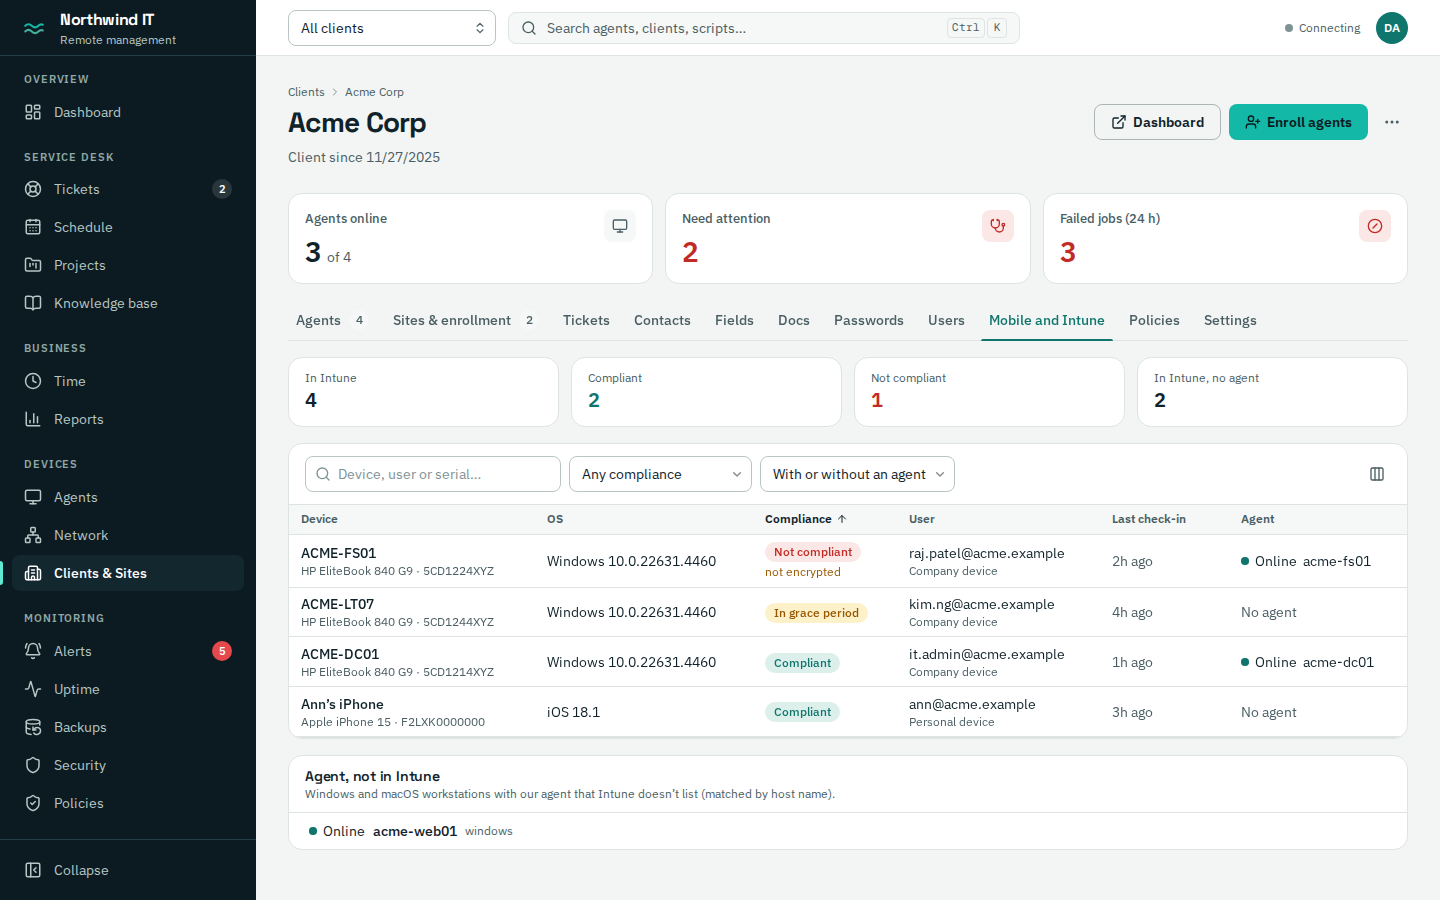 Northwind IT
Remote management
All clients
Search agents, clients, scripts...
Ctrl K
Connecting
DA
OVERVIEW
Dashboard
SERVICE DESK
Tickets 2
Schedule
Projects
Knowledge base
BUSINESS
Time
Reports
DEVICES
Agents
Network
Clients & Sites
MONITORING
Alerts 5
Uptime
Backups
Security
Policies
Collapse
Clients > Acme Corp
Acme Corp
Client since 11/27/2025
Dashboard
Enroll agents
Agents online
3 of 4
Need attention
2
Failed jobs (24 h)
3
Agents 4 Sites & enrollment 2 Tickets Contacts Fields Docs Passwords Users Mobile and Intune Policies Settings
In Intune
4
Compliant
2
Not compliant
1
In Intune, no agent
2
Device, user or serial...
Any compliance
With or without an agent
Device OS Compliance ↑ User Last check-in Agent
ACME-FS01
HP EliteBook 840 G9 · 5CD1224XYZ
Windows 10.0.22631.4460
Not compliant
not encrypted
raj.patel@acme.example
Company device
2h ago
Online acme-fs01
ACME-LT07
HP EliteBook 840 G9 · 5CD1244XYZ
Windows 10.0.22631.4460
In grace period
kim.ng@acme.example
Company device
4h ago
No agent
ACME-DC01
HP EliteBook 840 G9 · 5CD1214XYZ
Windows 10.0.22631.4460
Compliant
it.admin@acme.example
Company device
1h ago
Online acme-dc01
Ann’s iPhone
Apple iPhone 15 · F2LXK0000000
iOS 18.1
Compliant
ann@acme.example
Personal device
3h ago
No agent
Agent, not in Intune
Windows and macOS workstations with our agent that Intune doesn’t list (matched by host name).
Online acme-web01 windows